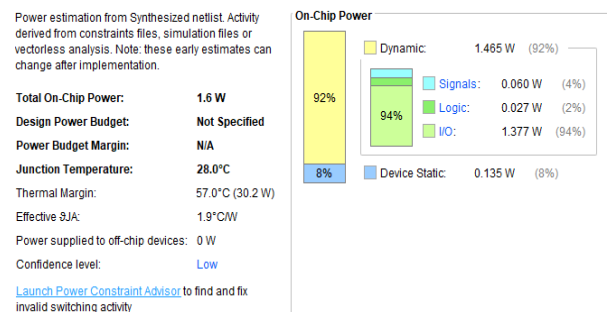 Power estimation from Synthesized netlist. Activity
derived from constraints files, simulation files or
vectorless analysis. Note: these early estimates can
change after implementation.
Total On-Chip Power: 1.6 W
Design Power Budget: Not Specified
Power Budget Margin: N/A
Junction Temperature: 28.0°C
Thermal Margin: 57.0°C (30.2 W)
Effective ϑJA: 1.9°C/W
Power supplied to off-chip devices: 0 W
Confidence level: Low
Launch Power Constraint Advisor to find and fix
invalid switching activity
On-Chip Power
92%
8%
Dynamic: 1.465 W (92%)
94%
Signals: 0.060 W (4%)
Logic: 0.027 W (2%)
I/O: 1.377 W (94%)
Device Static: 0.135 W (8%)